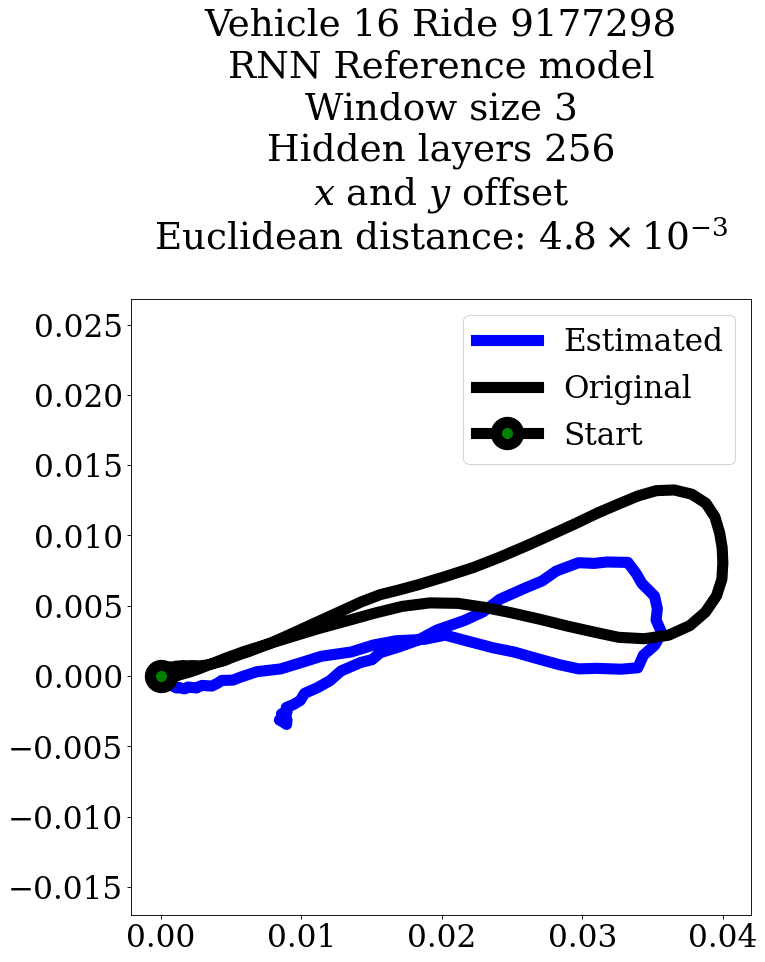 Vehicle 16 Ride 9177298
RNN Reference model
Window size 3
Hidden layers 256
x and y offset
Euclidean distance: 4.8 × 10⁻³
Estimated
Original
Start
0.025
0.020
0.015
0.010
0.005
0.000
−0.005
−0.010
−0.015
0.00 0.01 0.02 0.03 0.04